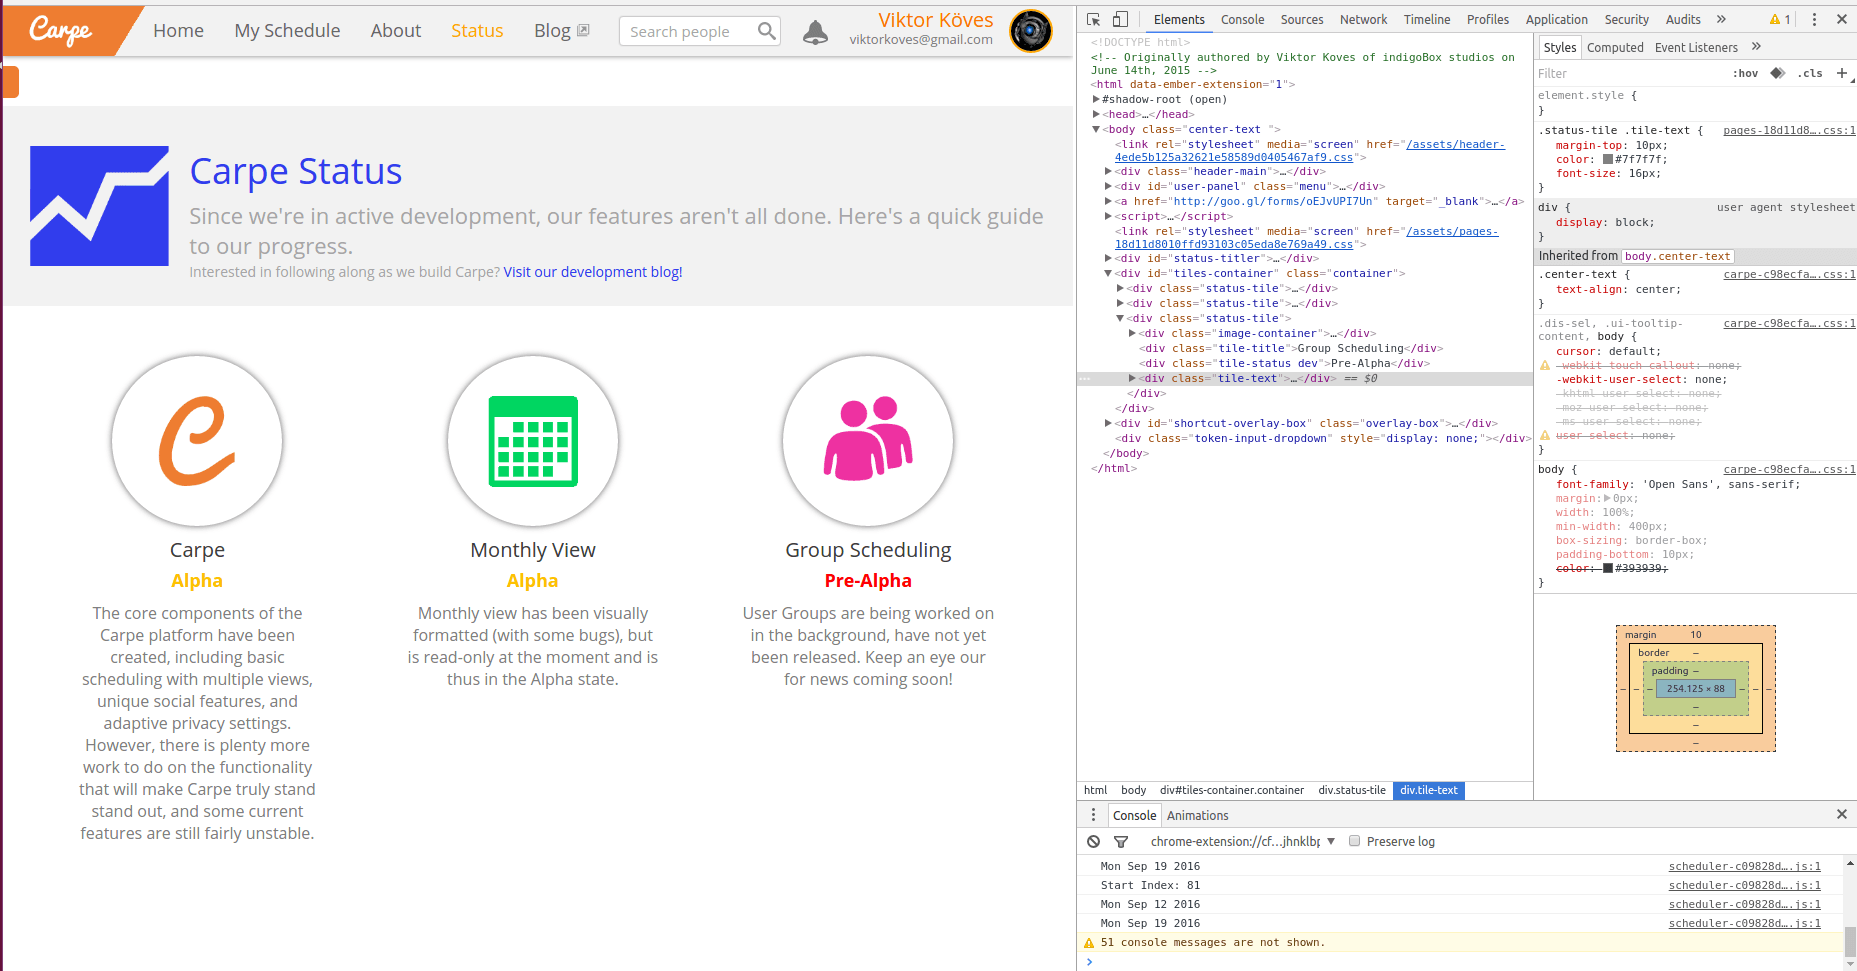 Carpe
Home
My Schedule
About
Status
Blog
Search people
Viktor Köves
viktorkoves@gmail.com
Carpe Status
Since we're in active development, our features aren't all done. Here's a quick guide
to our progress.
Interested in following along as we build Carpe? Visit our development blog!
Carpe
Alpha
The core components of the
Carpe platform have been
created, including basic
scheduling with multiple views,
unique social features, and
adaptive privacy settings.
However, there is plenty more
work to do on the functionality
that will make Carpe truly stand
stand out, and some current
features are still fairly unstable.
Monthly View
Alpha
Monthly view has been visually
formatted (with some bugs), but
is read-only at the moment and is
thus in the Alpha state.
Group Scheduling
Pre-Alpha
User Groups are being worked on
in the background, have not yet
been released. Keep an eye our
for news coming soon!
Elements Console Sources Network Timeline Profiles Application Security Audits » 1
<!DOCTYPE html>
<!-- Originally authored by Viktor Koves of indigoBox studios on
June 14th, 2015 -->
<html data-ember-extension="1">
▶#shadow-root (open)
▶<head>…</head>
▼<body class="center-text ">
<link rel="stylesheet" media="screen" href="/assets/header-
4ede5b125a32621e58589d0405467af9.css">
▶<div class="header-main">…</div>
▶<div id="user-panel" class="menu">…</div>
▶<a href="http://goo.gl/forms/oEJvUPI7Un" target="_blank">…</a>
▶<script>…</script>
<link rel="stylesheet" media="screen" href="/assets/pages-
18d11d8010ffd93103c05eda8e769a49.css">
▶<div id="status-titler">…</div>
▼<div id="tiles-container" class="container">
▶<div class="status-tile">…</div>
▶<div class="status-tile">…</div>
▼<div class="status-tile">
▶<div class="image-container">…</div>
<div class="tile-title">Group Scheduling</div>
<div class="tile-status dev">Pre-Alpha</div>
… ▶<div class="tile-text">…</div> == $0
</div>
</div>
▶<div id="shortcut-overlay-box" class="overlay-box">…</div>
<div class="token-input-dropdown" style="display: none;"></div>
</body>
</html>
html body div#tiles-container.container div.status-tile div.tile-text
Styles Computed Event Listeners »
Filter :hov .cls +
element.style {
}
.status-tile .tile-text { pages-18d11d8….css:1
margin-top: 10px;
color: #7f7f7f;
font-size: 16px;
}
div { user agent stylesheet
display: block;
}
Inherited from body.center-text
.center-text { carpe-c98ecfa….css:1
text-align: center;
}
.dis-sel, .ui-tooltip- carpe-c98ecfa….css:1
content, body {
cursor: default;
-webkit-touch-callout: none;
-webkit-user-select: none;
-khtml-user-select: none;
-moz-user-select: none;
-ms-user-select: none;
user-select: none;
}
body { carpe-c98ecfa….css:1
font-family: 'Open Sans', sans-serif;
margin:▶0px;
width: 100%;
min-width: 400px;
box-sizing: border-box;
padding-bottom: 10px;
color: #393939;
}
margin 10
border –
padding –
– – – 254.125 × 88 – – –
–
–
–
Console Animations
chrome-extension://cf…jhnklbp ▼ Preserve log
Mon Sep 19 2016 scheduler-c09828d….js:1
Start Index: 81 scheduler-c09828d….js:1
Mon Sep 12 2016 scheduler-c09828d….js:1
Mon Sep 19 2016 scheduler-c09828d….js:1
51 console messages are not shown.
>